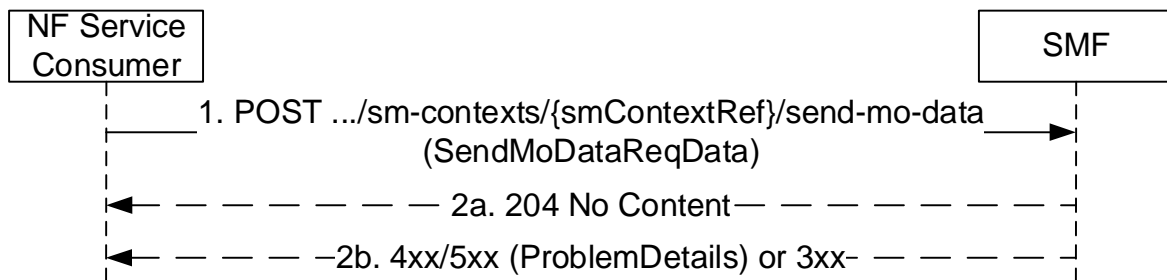 NF Service
Consumer
SMF
1. POST .../sm-contexts/{smContextRef}/send-mo-data
(SendMoDataReqData)
2a. 204 No Content
2b. 4xx/5xx (ProblemDetails) or 3xx